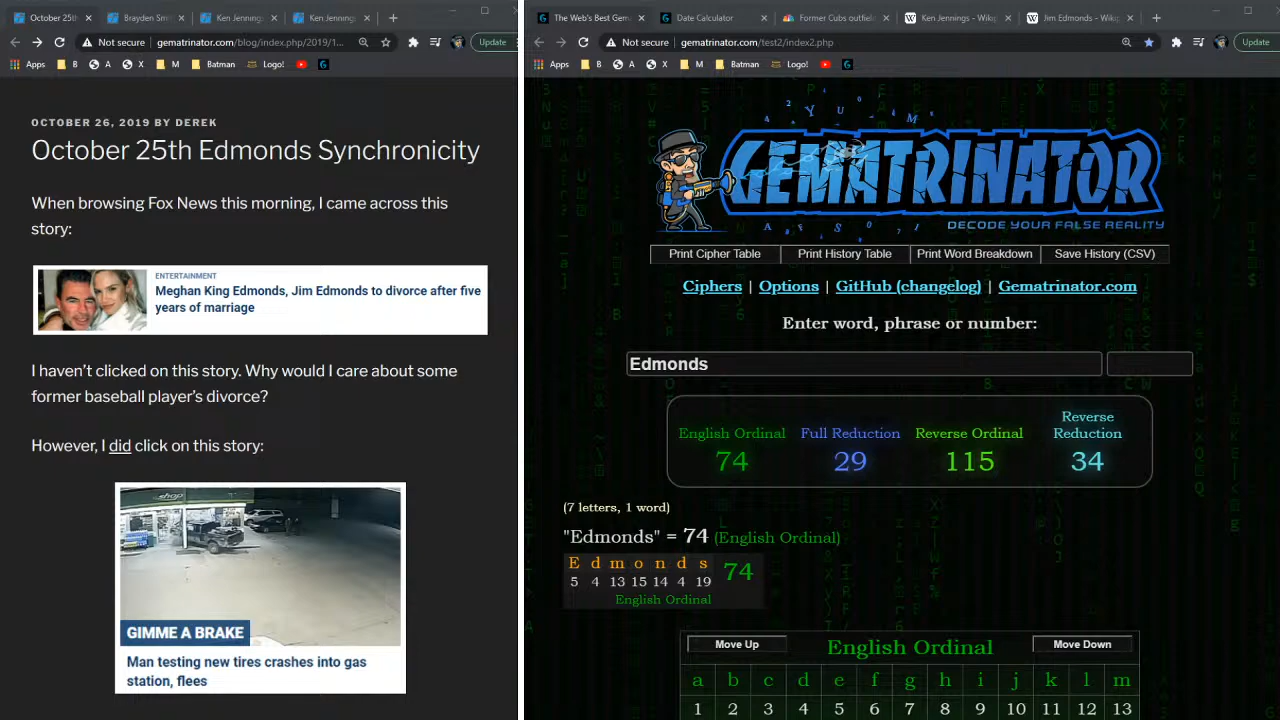 October 25t
Brayden Smi
Ken Jenning
Ken Jenning
Not secure
gematrinator.com/blog/index.php/2019/1...
Update
Apps
B
A
X
M
Batman
Logo!
OCTOBER 26, 2019 BY DEREK
October 25th Edmonds Synchronicity
When browsing Fox News this morning, I came across this
story:
ENTERTAINMENT
Meghan King Edmonds, Jim Edmonds to divorce after five
years of marriage
I haven't clicked on this story. Why would I care about some
former baseball player's divorce?
However, I did click on this story:
shop
GIMME A BRAKE
Man testing new tires crashes into gas
station, flees
The Web's Best Gem
Date Calculator
Former Cubs outfiel
Ken Jennings - Wikip
Jim Edmonds - Wikip
Not secure
gematrinator.com/test2/index2.php
Update
Apps
B
A
X
M
Batman
Logo!
GEMATRINATOR
DECODE YOUR FALSE REALITY
Print Cipher Table
Print History Table
Print Word Breakdown
Save History (CSV)
Ciphers | Options | GitHub (changelog) | Gematrinator.com
Enter word, phrase or number:
Edmonds
English Ordinal
74
Full Reduction
29
Reverse Ordinal
115
Reverse
Reduction
34
(7 letters, 1 word)
"Edmonds" = 74 (English Ordinal)
E d m o n d s
5 4 13 15 14 4 19
74
English Ordinal
Move Up
English Ordinal
Move Down
a b c d e f g h i j k l m
1 2 3 4 5 6 7 8 9 10 11 12 13